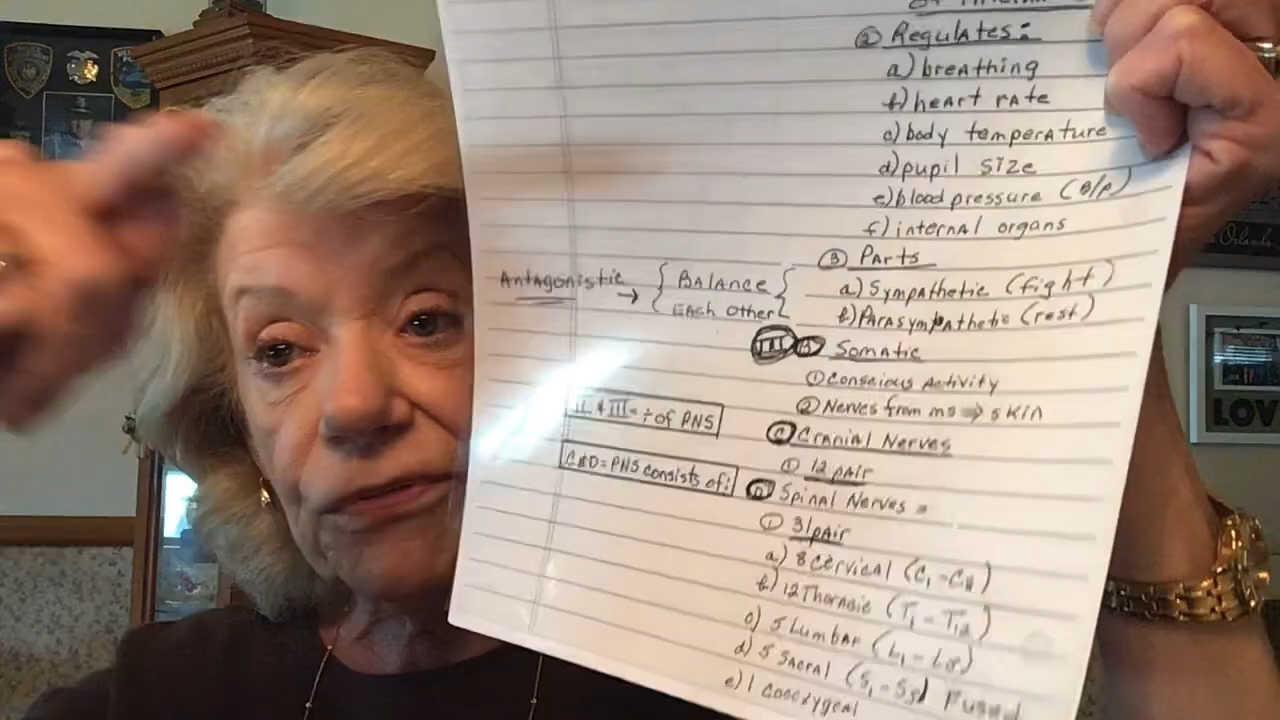 ② Regulates:
a) breathing
b) heart rate
c) body temperature
d) pupil size
e) blood pressure (B/P)
f) internal organs
③ Parts
Antagonistic → { Balance Each Other }
a) Sympathetic (fight)
b) Parasympathetic (rest)
III B Somatic
① Conscious Activity
② Nerves from ms ⇒ skin
II & III = ÷ of PNS
C Cranial Nerves
① 12 pair
C & D = PNS consists of:
D Spinal Nerves =
① 31 pair
a) 8 Cervical (C1 - C8)
b) 12 Thorasic (T1 - T12)
c) 5 Lumbar (L1 - L5)
d) 5 Sacral (S1 - S5) Fused
e) 1 Coccygeal
LOV